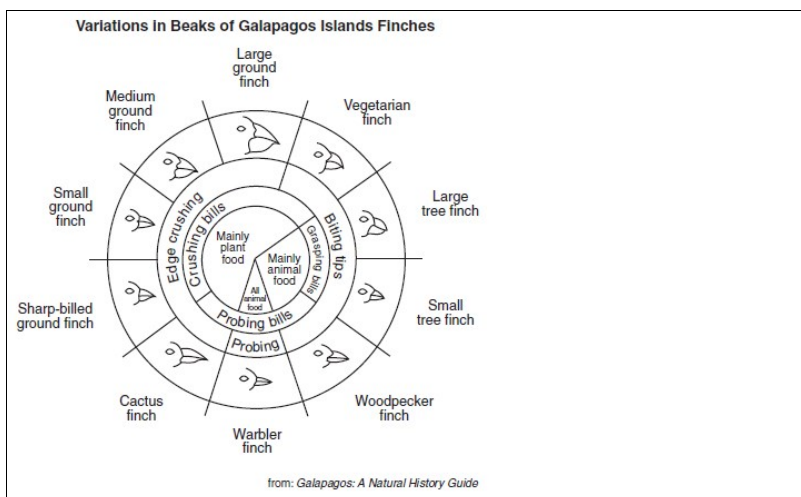 Variations in Beaks of Galapagos Islands Finches
Large
ground
finch
Vegetarian
finch
Large
tree finch
Small
tree finch
Woodpecker
finch
Warbler
finch
Cactus
finch
Sharp-billed
ground finch
Small
ground
finch
Medium
ground
finch
Edge crushing
Crushing bills
Biting tips
Grasping bills
Probing bills
Probing
Mainly
plant
food
Mainly
animal
food
All
animal
food
from: Galapagos: A Natural History Guide